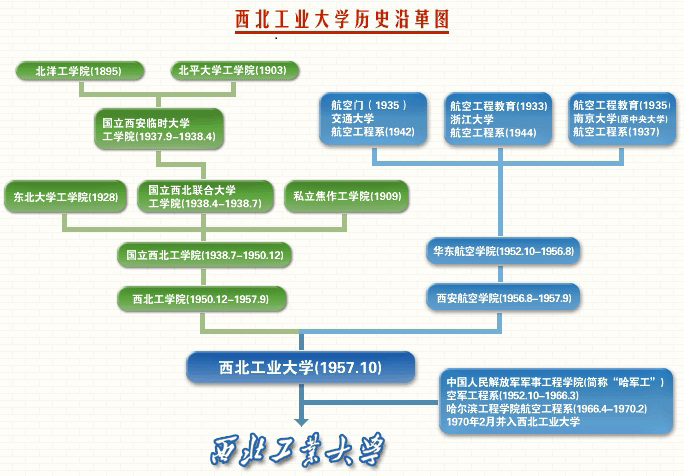 西北工业大学历史沿革图
北洋工学院(1895)
北平大学工学院(1903)
国立西安临时大学
工学院(1937.9-1938.4)
东北大学工学院(1928)
国立西北联合大学
工学院(1938.4-1938.7)
私立焦作工学院(1909)
国立西北工学院(1938.7-1950.12)
西北工学院(1950.12-1957.9)
航空门（1935）
交通大学
航空工程系(1942)
航空工程教育(1933)
浙江大学
航空工程系(1944)
航空工程教育(1935)
南京大学(原中央大学)
航空工程系(1937)
华东航空学院(1952.10-1956.8)
西安航空学院(1956.8-1957.9)
西北工业大学(1957.10)
中国人民解放军军事工程学院(简称“哈军工”)
空军工程系(1952.10-1966.3)
哈尔滨工程学院航空工程系(1966.4-1970.2)
1970年2月并入西北工业大学
西北工業大学